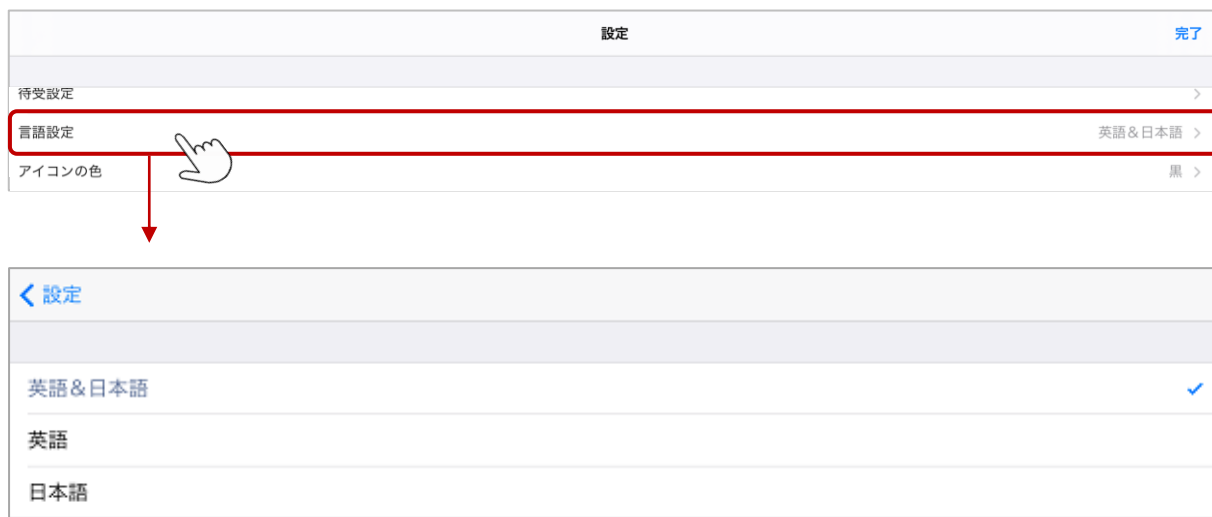 設定 完了
待受設定
言語設定 英語&日本語
アイコンの色 黒
設定
英語&日本語
英語
日本語